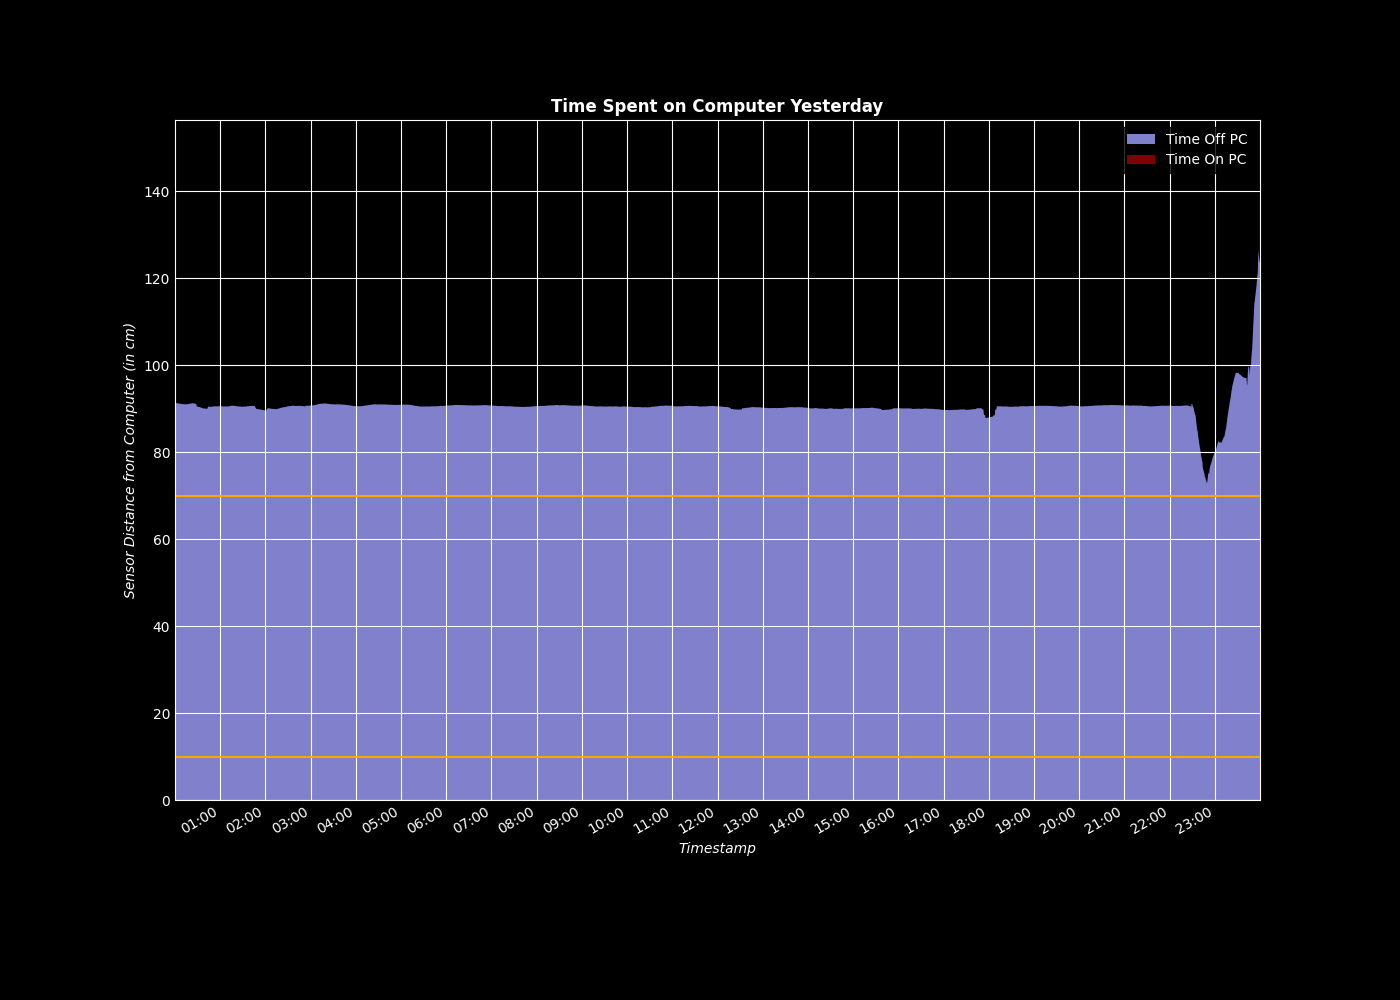 Time Spent on Computer Yesterday
Time Off PC
Time On PC
Sensor Distance from Computer (in cm)
140
120
100
80
60
40
20
0
01:00 02:00 03:00 04:00 05:00 06:00 07:00 08:00 09:00 10:00 11:00 12:00 13:00 14:00 15:00 16:00 17:00 18:00 19:00 20:00 21:00 22:00 23:00
Timestamp